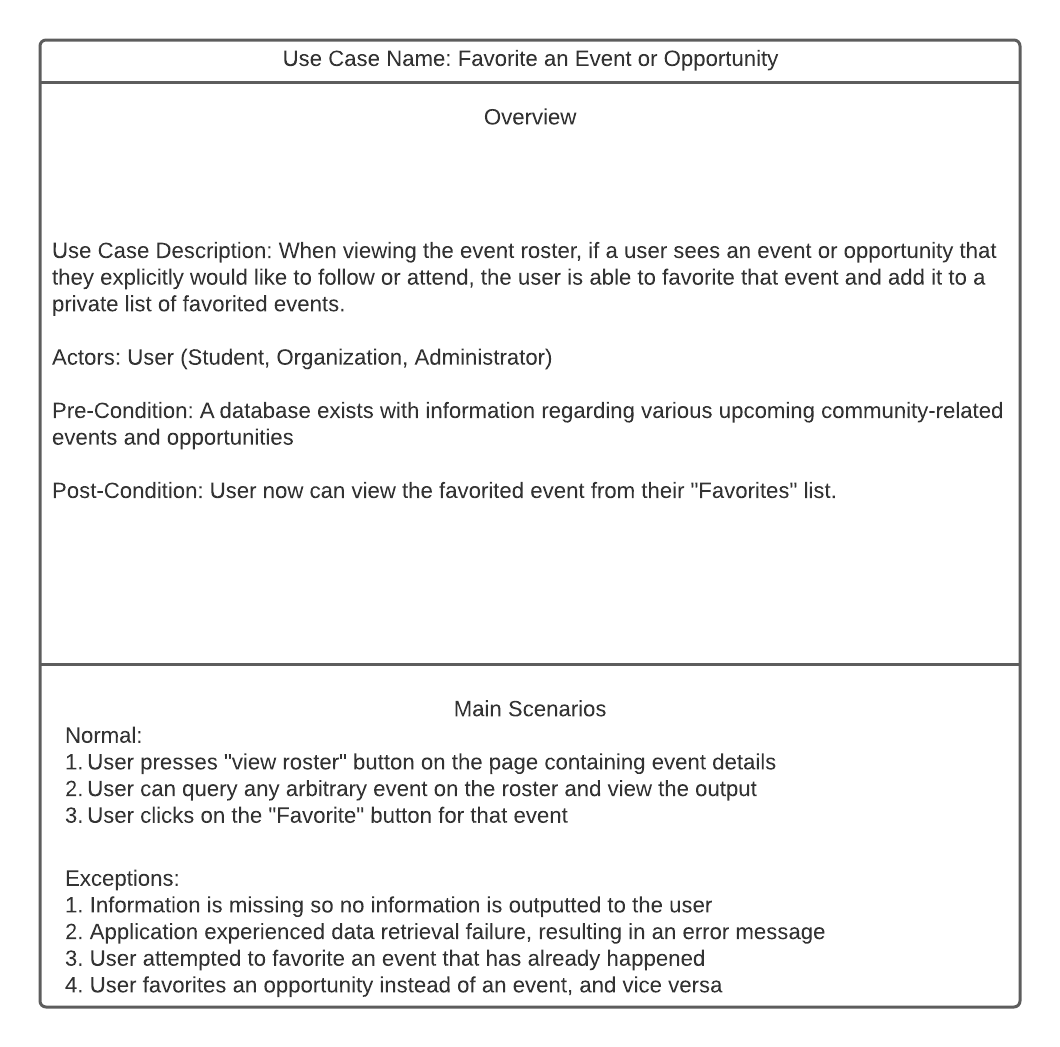 Use Case Name: Favorite an Event or Opportunity
Overview
Use Case Description: When viewing the event roster, if a user sees an event or opportunity that
they explicitly would like to follow or attend, the user is able to favorite that event and add it to a
private list of favorited events.
Actors: User (Student, Organization, Administrator)
Pre-Condition: A database exists with information regarding various upcoming community-related
events and opportunities
Post-Condition: User now can view the favorited event from their "Favorites" list.
Main Scenarios
Normal:
1. User presses "view roster" button on the page containing event details
2. User can query any arbitrary event on the roster and view the output
3. User clicks on the "Favorite" button for that event
Exceptions:
1. Information is missing so no information is outputted to the user
2. Application experienced data retrieval failure, resulting in an error message
3. User attempted to favorite an event that has already happened
4. User favorites an opportunity instead of an event, and vice versa